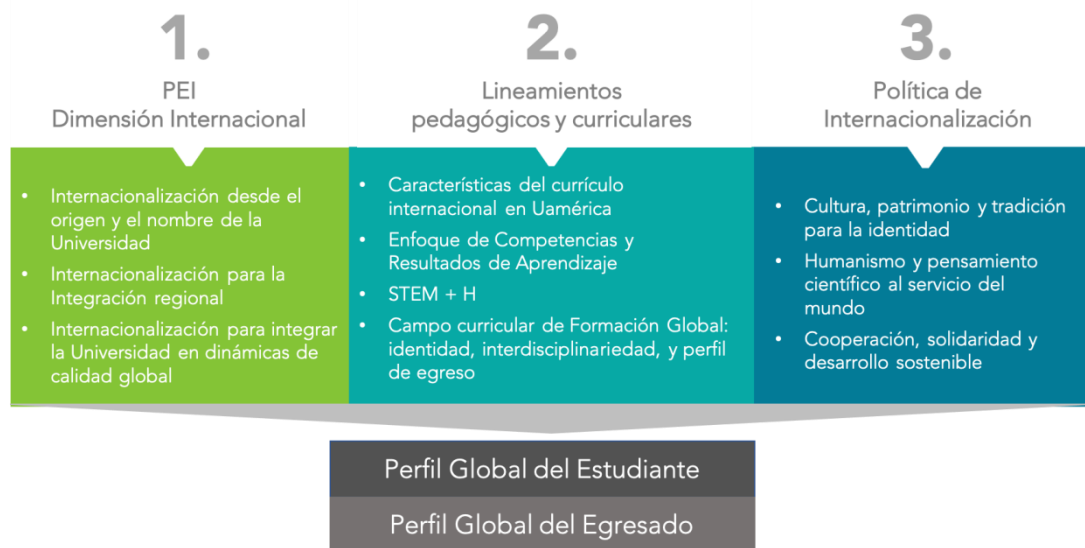 1.
PEI
Dimensión Internacional
• Internacionalización desde el
origen y el nombre de la
Universidad
• Internacionalización para la
Integración regional
• Internacionalización para integrar
la Universidad en dinámicas de
calidad global
2.
Lineamientos
pedagógicos y curriculares
• Características del currículo
internacional en Uamérica
• Enfoque de Competencias y
Resultados de Aprendizaje
• STEM + H
• Campo curricular de Formación Global:
identidad, interdisciplinariedad, y perfil
de egreso
3.
Política de
Internacionalización
• Cultura, patrimonio y tradición
para la identidad
• Humanismo y pensamiento
científico al servicio del
mundo
• Cooperación, solidaridad y
desarrollo sostenible
Perfil Global del Estudiante
Perfil Global del Egresado